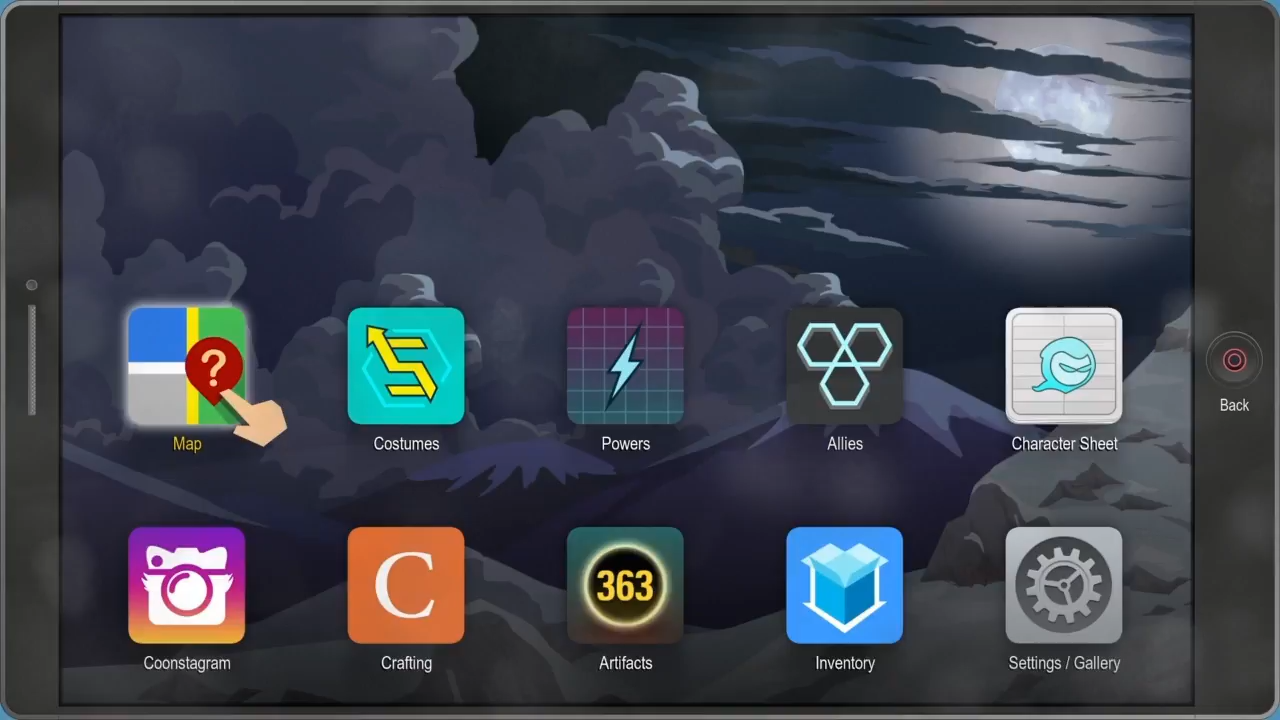 ?
Map
Costumes
Powers
Allies
Character Sheet
Back
C
363
Coonstagram
Crafting
Artifacts
Inventory
Settings / Gallery